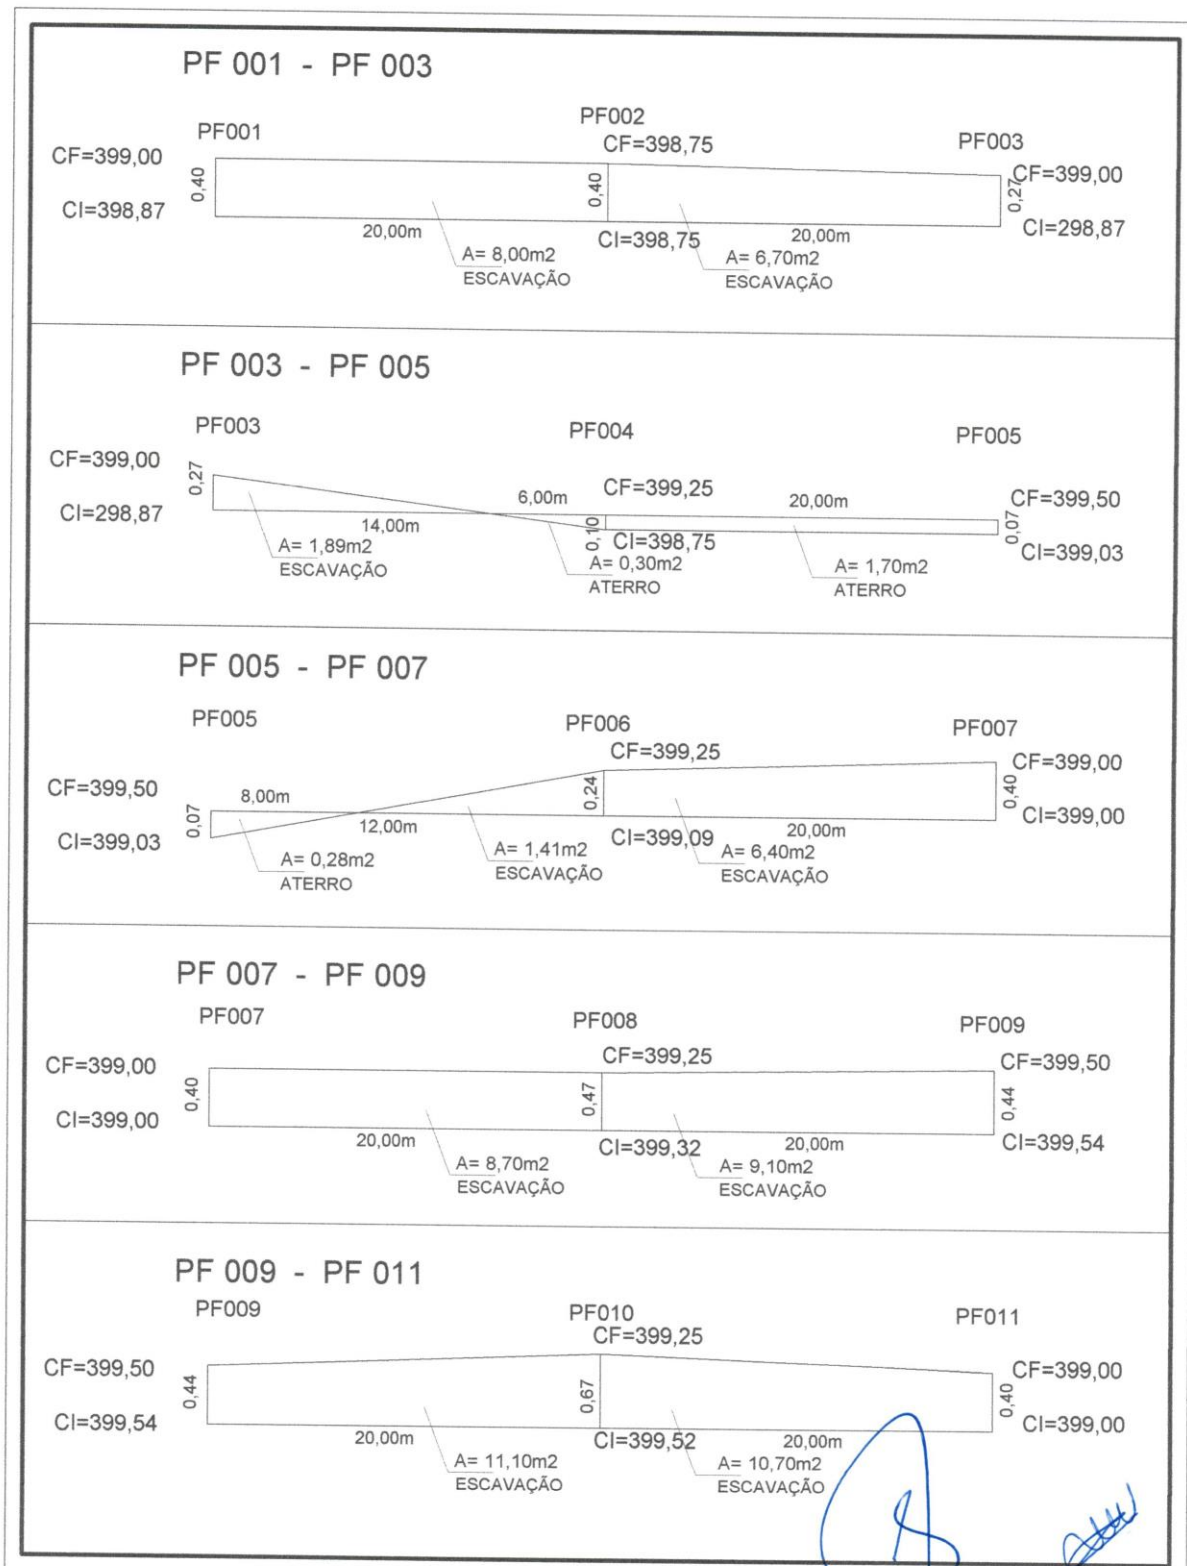 PF 001 - PF 003
PF001
PF002
PF003
CF=399,00
CF=398,75
CF=399,00
0,40
0,40
0,27
CI=398,87
CI=398,75
CI=298,87
20,00m
20,00m
A= 8,00m2
ESCAVAÇÃO
A= 6,70m2
ESCAVAÇÃO
PF 003 - PF 005
PF003
PF004
PF005
CF=399,00
CF=399,25
CF=399,50
0,27
6,00m
20,00m
0,10
0,07
CI=298,87
14,00m
CI=398,75
CI=399,03
A= 1,89m2
ESCAVAÇÃO
A= 0,30m2
ATERRO
A= 1,70m2
ATERRO
PF 005 - PF 007
PF005
PF006
PF007
CF=399,50
CF=399,25
CF=399,00
8,00m
0,07
0,24
0,40
CI=399,03
12,00m
CI=399,09
20,00m
CI=399,00
A= 0,28m2
ATERRO
A= 1,41m2
ESCAVAÇÃO
A= 6,40m2
ESCAVAÇÃO
PF 007 - PF 009
PF007
PF008
PF009
CF=399,00
CF=399,25
CF=399,50
0,40
0,47
0,44
CI=399,00
20,00m
CI=399,32
20,00m
CI=399,54
A= 8,70m2
ESCAVAÇÃO
A= 9,10m2
ESCAVAÇÃO
PF 009 - PF 011
PF009
PF010
PF011
CF=399,50
CF=399,25
CF=399,00
0,44
0,67
0,40
CI=399,54
20,00m
CI=399,52
20,00m
CI=399,00
A= 11,10m2
ESCAVAÇÃO
A= 10,70m2
ESCAVAÇÃO